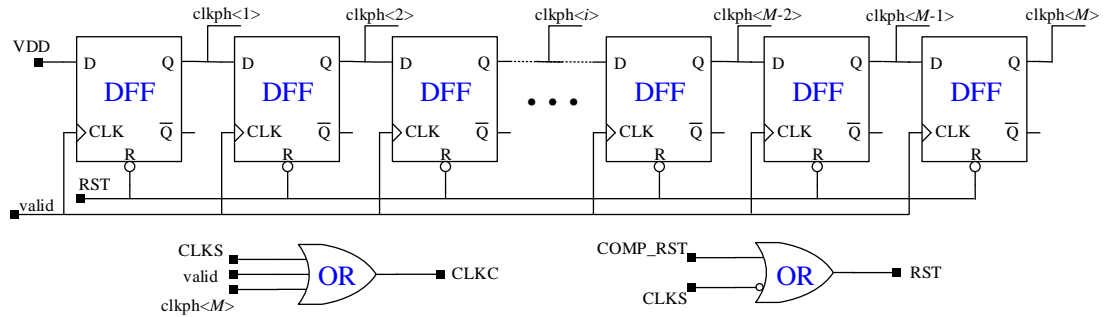 clkph<1> clkph<2> clkph<i> clkph<M-2> clkph<M-1> clkph<M>
VDD
D Q D Q D Q D Q D Q D Q
DFF DFF DFF DFF DFF DFF
• • •
CLK Q̅ CLK Q̅ CLK Q̅ CLK Q̅ CLK Q̅ CLK Q̅
R R R R R R
RST
valid
CLKS
valid OR CLKC
clkph<M>
COMP_RST
OR RST
CLKS